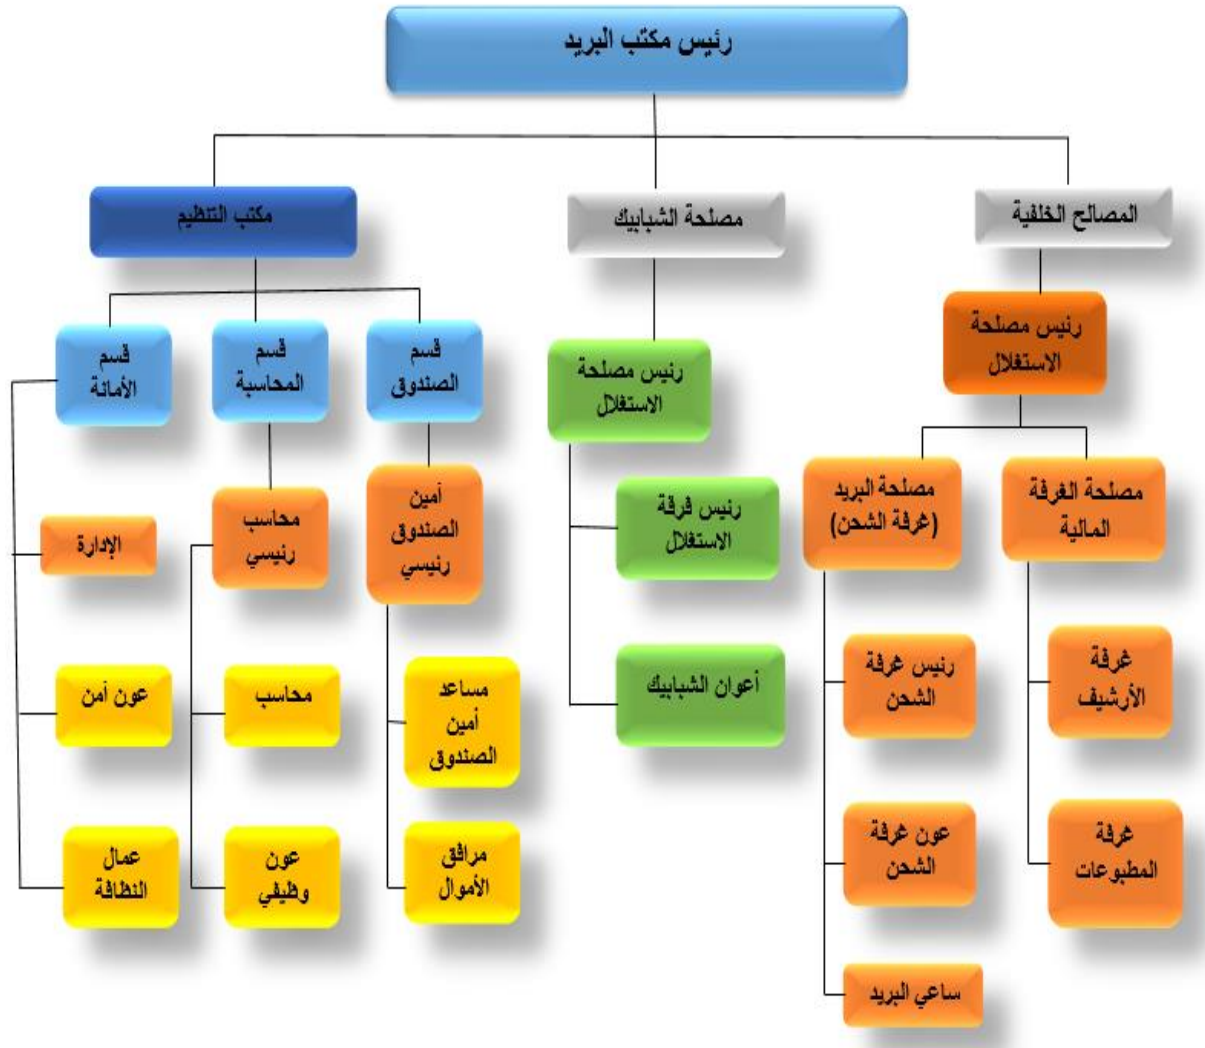 رئيس مكتب البريد
المصالح الخلفية
مصلحة الشبابيك
مكتب التنظيم
رئيس مصلحة
الاستغلال
مصلحة الغرفة
المالية
غرفة
الأرشيف
غرفة
المطبوعات
مصلحة البريد
(غرفة الشحن)
رئيس غرفة
الشحن
عون غرفة
الشحن
ساعي البريد
رئيس مصلحة
الاستغلال
رئيس فرقة
الاستغلال
أعوان الشبابيك
قسم
الصندوق
أمين
الصندوق
رئيسي
مساعد
أمين
الصندوق
مرافق
الأموال
قسم
المحاسبة
محاسب
رئيسي
محاسب
عون
وظيفي
قسم
الأمانة
الإدارة
عون أمن
عمال
النظافة